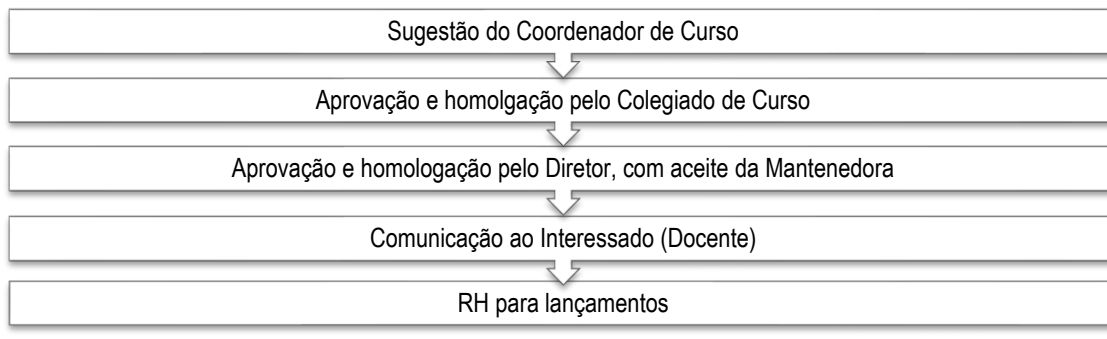 Sugestão do Coordenador de Curso
Aprovação e homolgação pelo Colegiado de Curso
Aprovação e homologação pelo Diretor, com aceite da Mantenedora
Comunicação ao Interessado (Docente)
RH para lançamentos